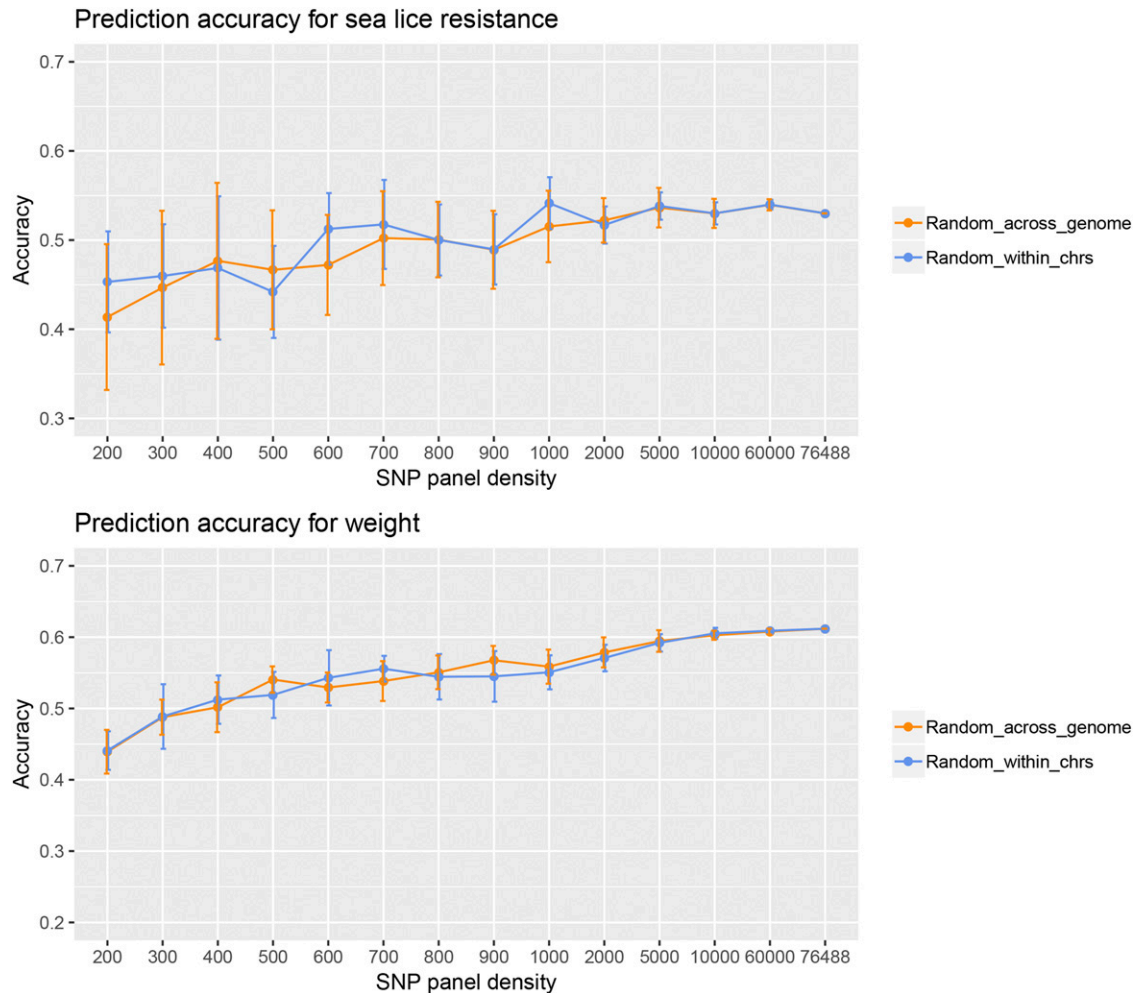 Prediction accuracy for sea lice resistance
0.7
0.6
0.5
0.4
0.3
Accuracy
200 300 400 500 600 700 800 900 1000 2000 5000 10000 60000 76488
SNP panel density
Random_across_genome
Random_within_chrs
Prediction accuracy for weight
0.7
0.6
0.5
0.4
0.3
0.2
Accuracy
200 300 400 500 600 700 800 900 1000 2000 5000 10000 60000 76488
SNP panel density
Random_across_genome
Random_within_chrs